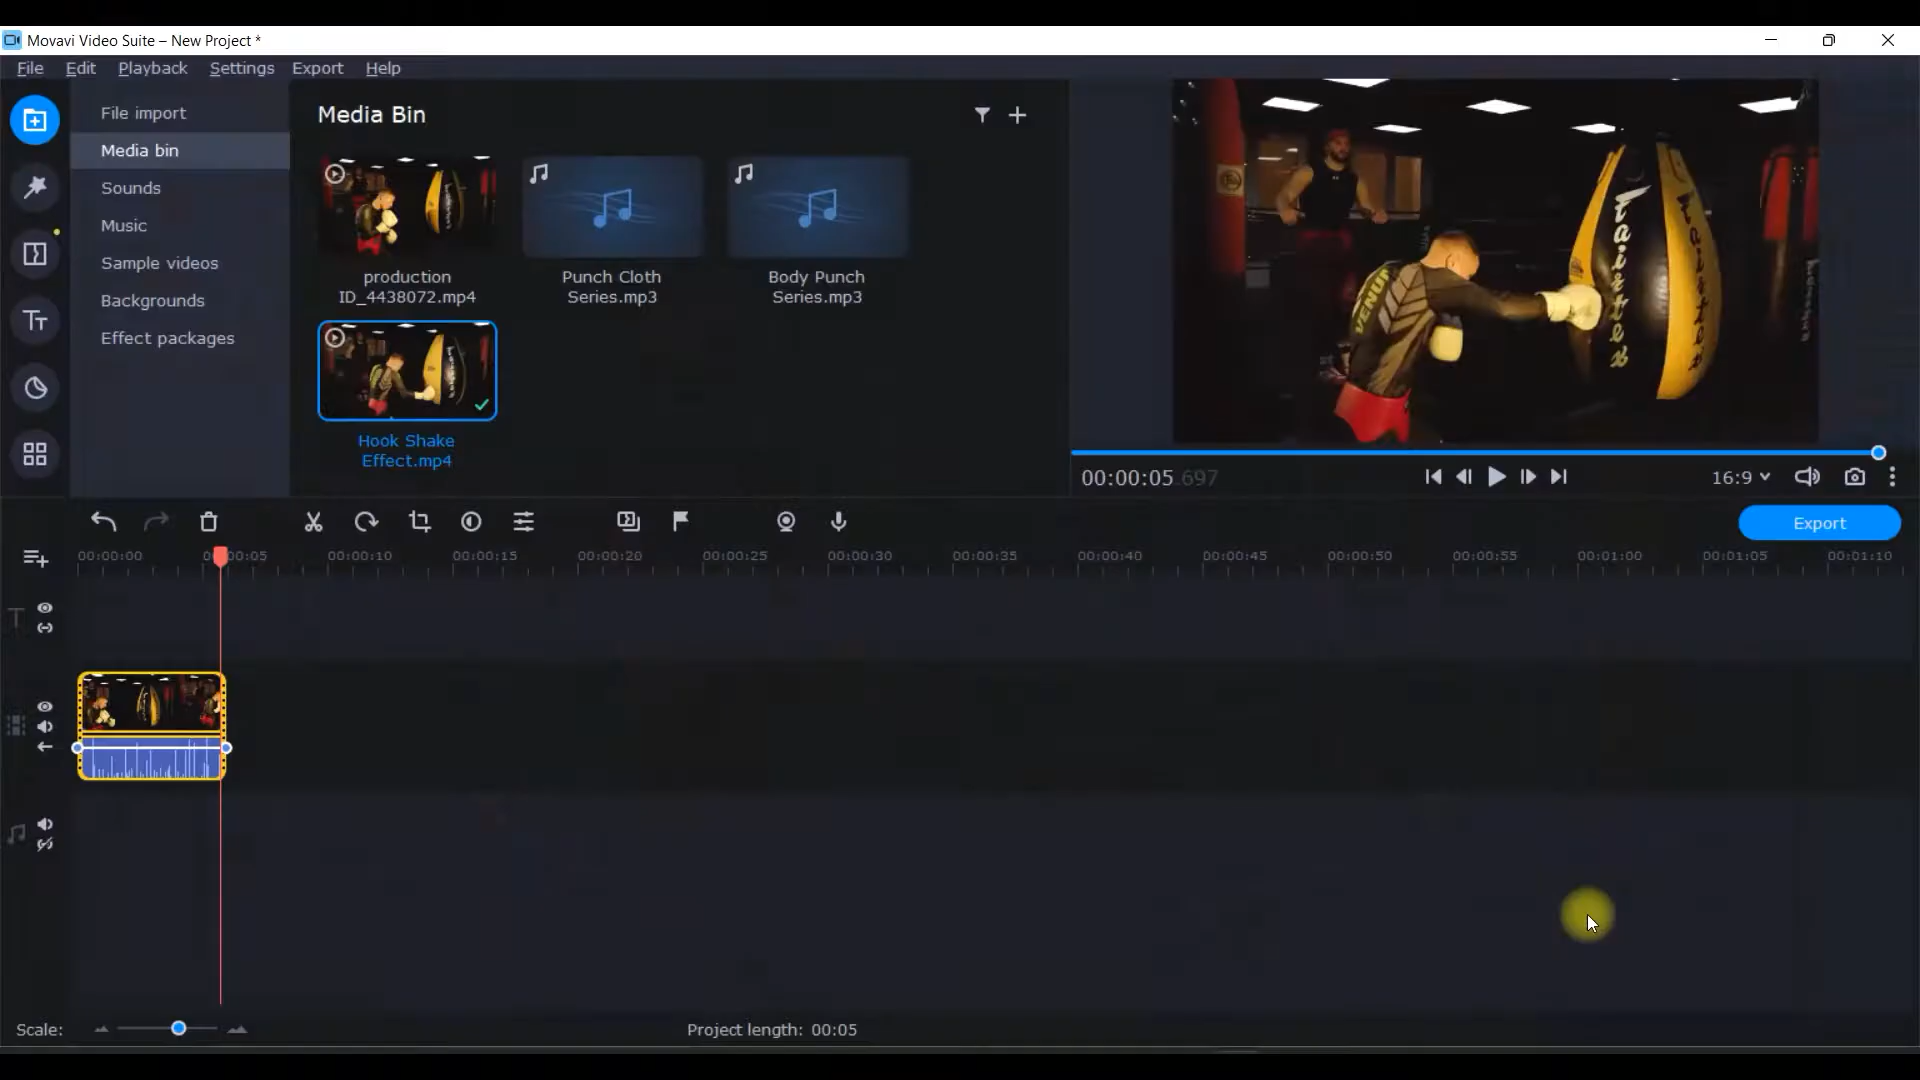 Movavi Video Suite – New Project *
File Edit Playback Settings Export Help
File import
Media bin
Sounds
Music
Sample videos
Backgrounds
Effect packages
Media Bin
production
ID_4438072.mp4
Punch Cloth
Series.mp3
Body Punch
Series.mp3
Hook Shake
Effect.mp4
VENUM
Fairtex
00:00:05.697
16:9
Export
00:00:00 00:00:05 00:00:10 00:00:15 00:00:20 00:00:25 00:00:30 00:00:35 00:00:40 00:00:45 00:00:50 00:00:55 00:01:00 00:01:05 00:01:10
Scale:
Project length: 00:05